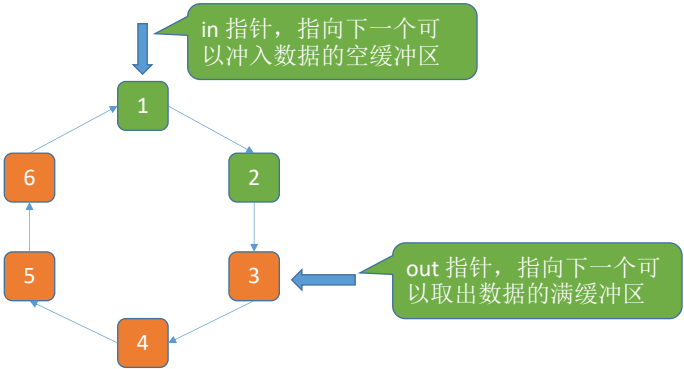 in 指针，指向下一个可
以冲入数据的空缓冲区
1
6
2
5
3
out 指针，指向下一个可
以取出数据的满缓冲区
4